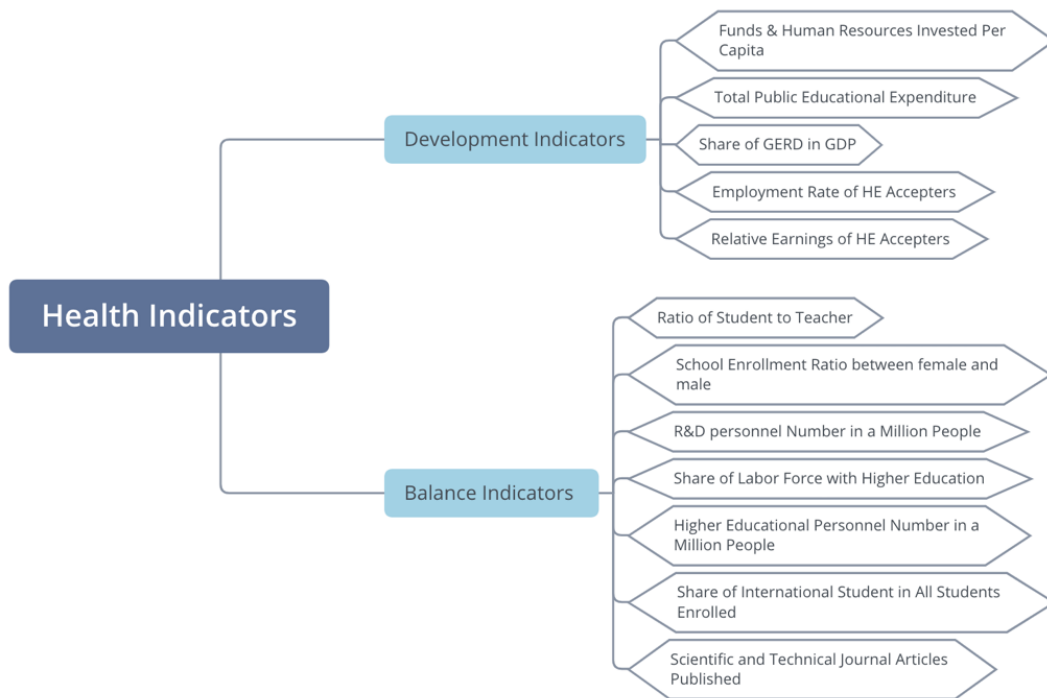 Health Indicators
Development Indicators
Funds & Human Resources Invested Per
Capita
Total Public Educational Expenditure
Share of GERD in GDP
Employment Rate of HE Accepters
Relative Earnings of HE Accepters
Balance Indicators
Ratio of Student to Teacher
School Enrollment Ratio between female and
male
R&D personnel Number in a Million People
Share of Labor Force with Higher Education
Higher Educational Personnel Number in a
Million People
Share of International Student in All Students
Enrolled
Scientific and Technical Journal Articles
Published